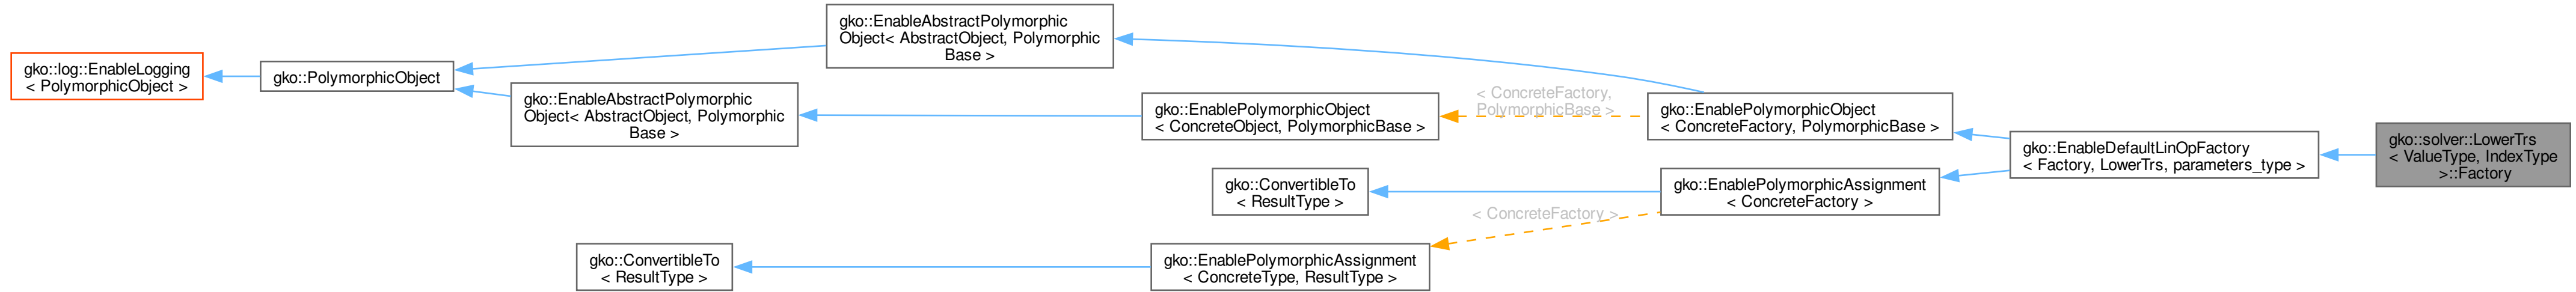 gko::log::EnableLogging
< PolymorphicObject >
gko::PolymorphicObject
gko::EnableAbstractPolymorphic
Object< AbstractObject, Polymorphic
Base >
gko::EnableAbstractPolymorphic
Object< AbstractObject, Polymorphic
Base >
gko::EnablePolymorphicObject
< ConcreteObject, PolymorphicBase >
< ConcreteFactory,
PolymorphicBase >
gko::EnablePolymorphicObject
< ConcreteFactory, PolymorphicBase >
gko::ConvertibleTo
< ResultType >
gko::EnablePolymorphicAssignment
< ConcreteFactory >
< ConcreteFactory >
gko::ConvertibleTo
< ResultType >
gko::EnablePolymorphicAssignment
< ConcreteType, ResultType >
gko::EnableDefaultLinOpFactory
< Factory, LowerTrs, parameters_type >
gko::solver::LowerTrs
< ValueType, IndexType
>::Factory